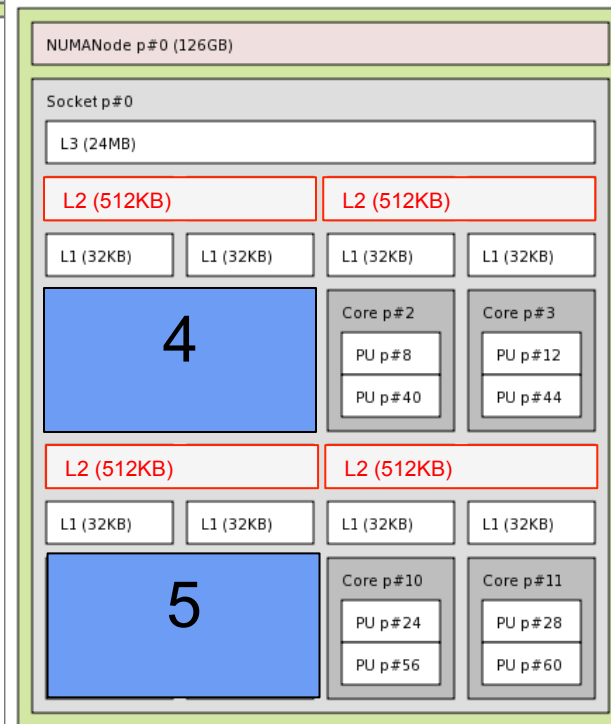 NUMANode p#0 (126GB)
Socket p#0
L3 (24MB)
L2 (512KB) L2 (512KB)
L1 (32KB) L1 (32KB) L1 (32KB) L1 (32KB)
4
Core p#2 Core p#3
PU p#8 PU p#12
PU p#40 PU p#44
L2 (512KB) L2 (512KB)
L1 (32KB) L1 (32KB) L1 (32KB) L1 (32KB)
5
Core p#10 Core p#11
PU p#24 PU p#28
PU p#56 PU p#60